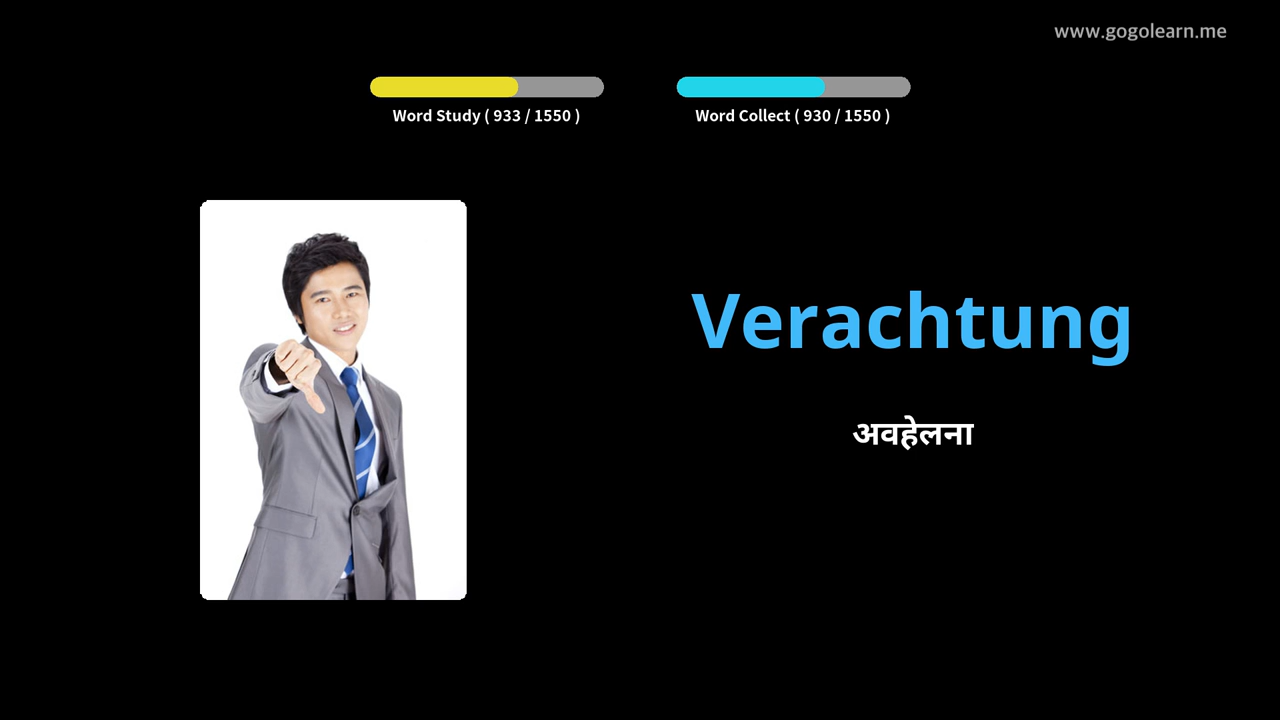 www.gogolearn.me
Word Study ( 933 / 1550 )
Word Collect ( 930 / 1550 )
Verachtung
अवहेलना